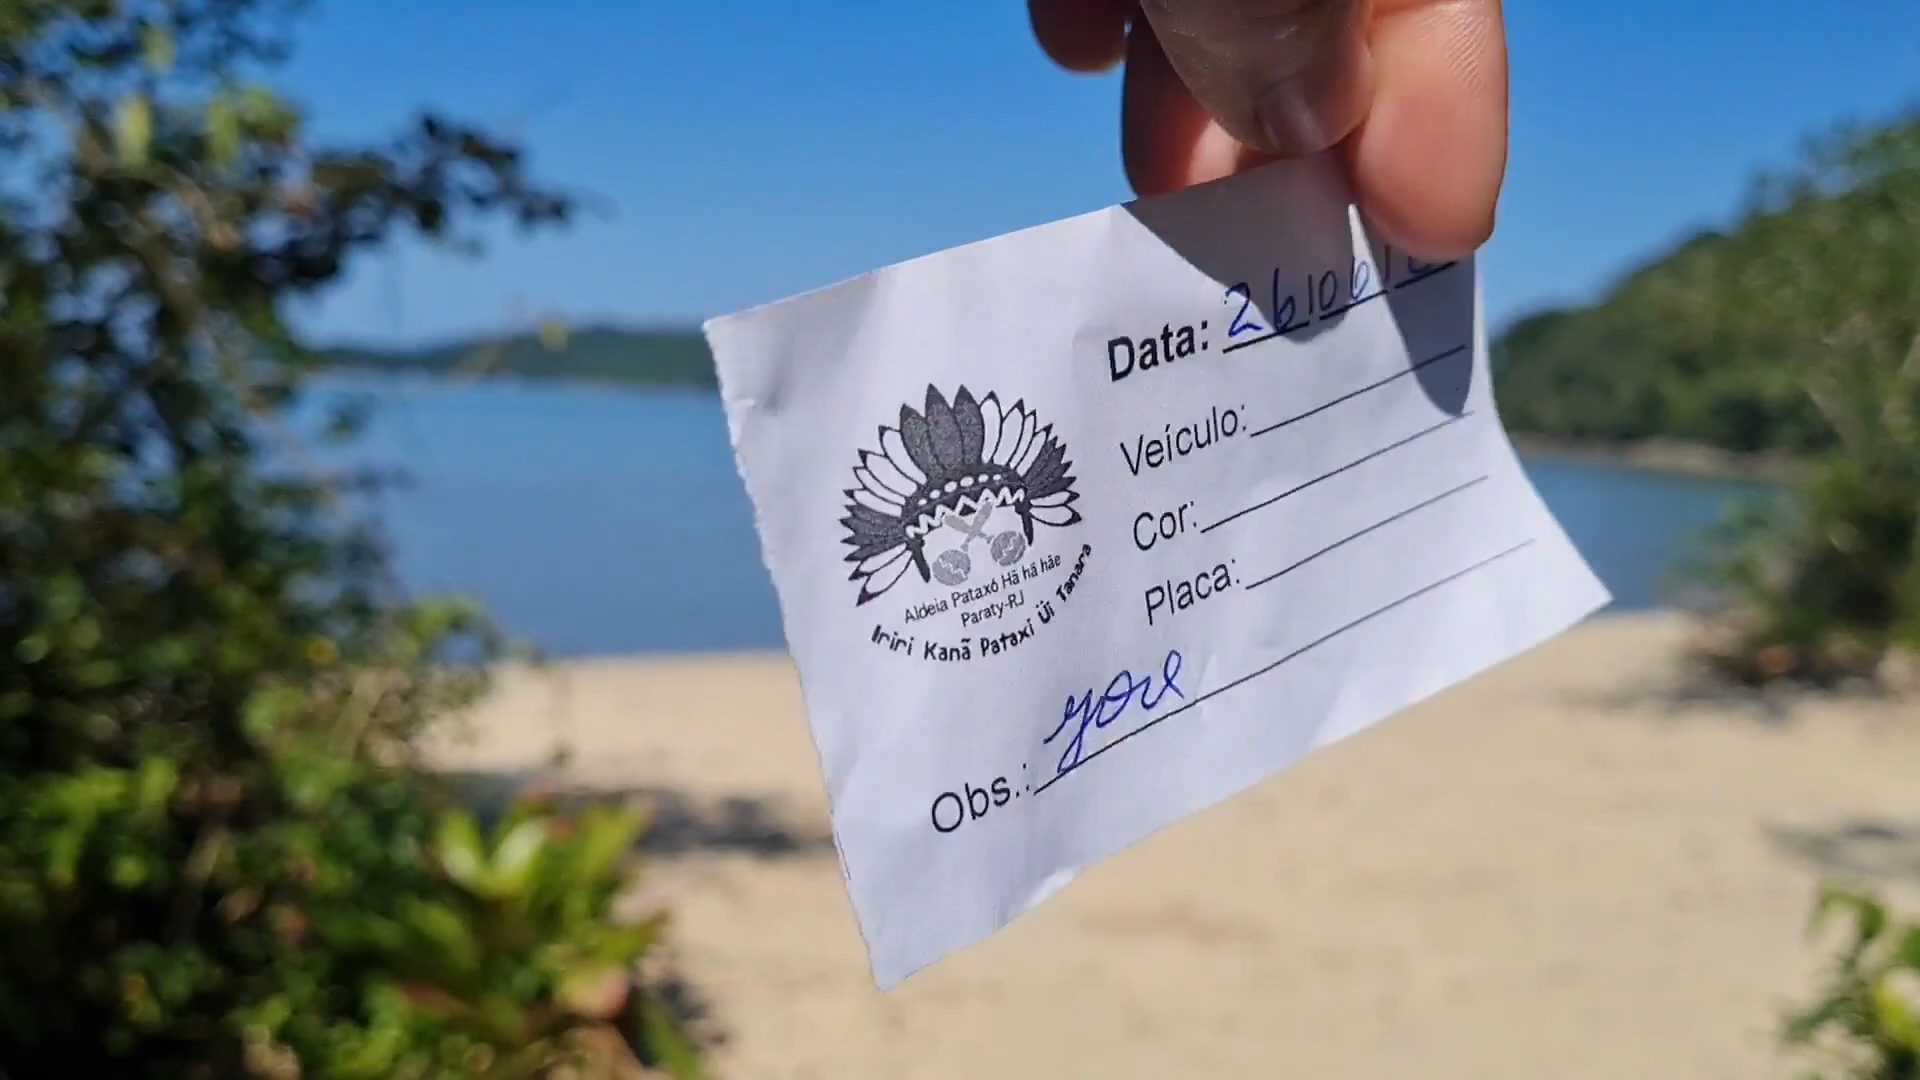 Data: 26/06/
Veículo:
Cor:
Placa:
Aldeia Pataxó Hã hã hãe
Paraty-RJ
Iriri Kanã Pataxi Üi Tanara
Obs.: